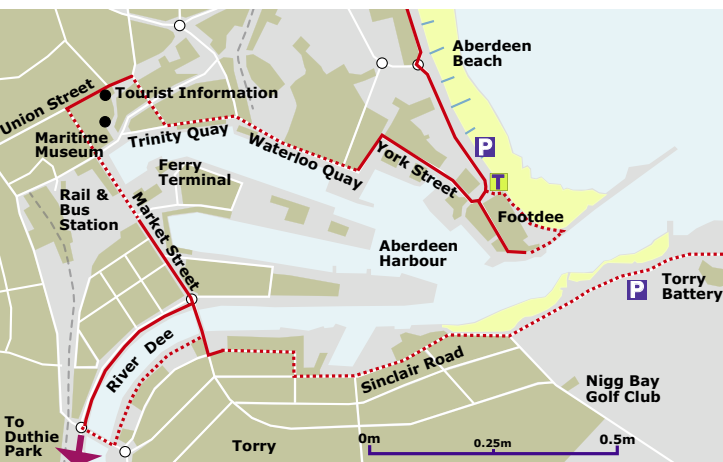 Aberdeen
Beach
Union Street
Tourist Information
Maritime
Museum
Trinity Quay
Waterloo Quay
York Street
P
T
Ferry
Terminal
Rail &
Bus
Station
Market Street
Footdee
Aberdeen
Harbour
Torry
Battery
P
River Dee
Sinclair Road
Nigg Bay
Golf Club
To
Duthie
Park
Torry
0m
0.25m
0.5m